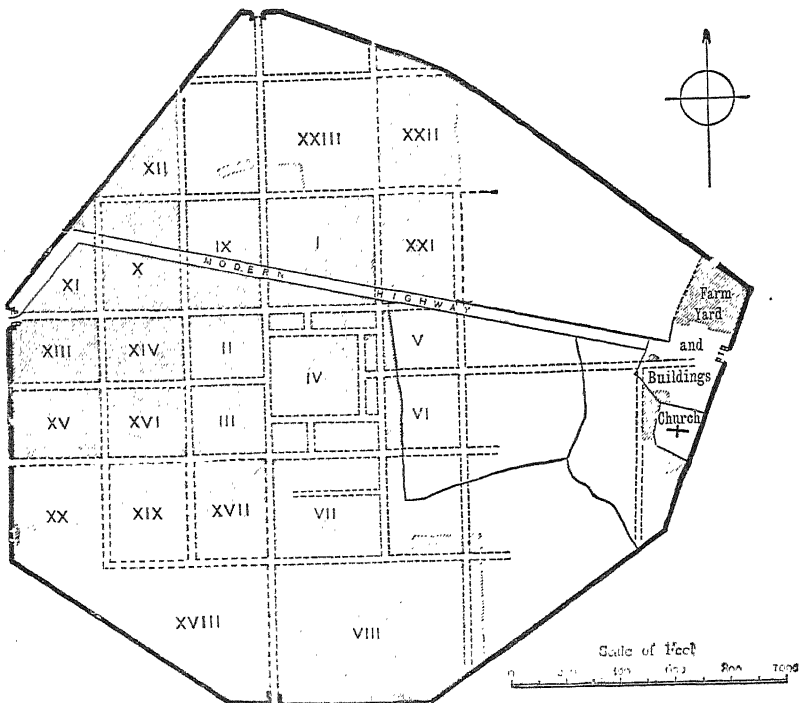 XXIII
XXII
XII
IX
I
XXI
X
MODERN HIGHWAY
XI
Farm
Yard
and
Buildings
Church
XIII
XIV
II
V
IV
XV
XVI
III
VI
XX
XIX
XVII
VII
XVIII
VIII
Scale of Feet
0
800
1000